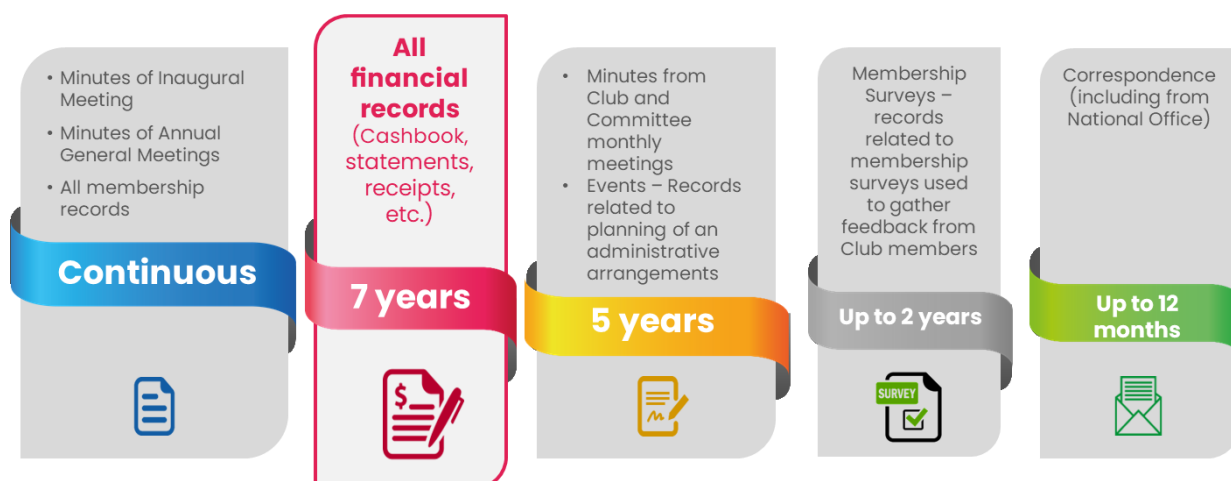 • Minutes of Inaugural
Meeting
• Minutes of Annual
General Meetings
• All membership
records
Continuous
All
financial
records
(Cashbook,
statements,
receipts,
etc.)
7 years
$
• Minutes from
Club and
Committee
monthly
meetings
• Events – Records
related to
planning of an
administrative
arrangements
5 years
Membership
Surveys –
records
related to
membership
surveys used
to gather
feedback from
Club members
Up to 2 years
SURVEY
Correspondence
(including from
National Office)
Up to 12
months